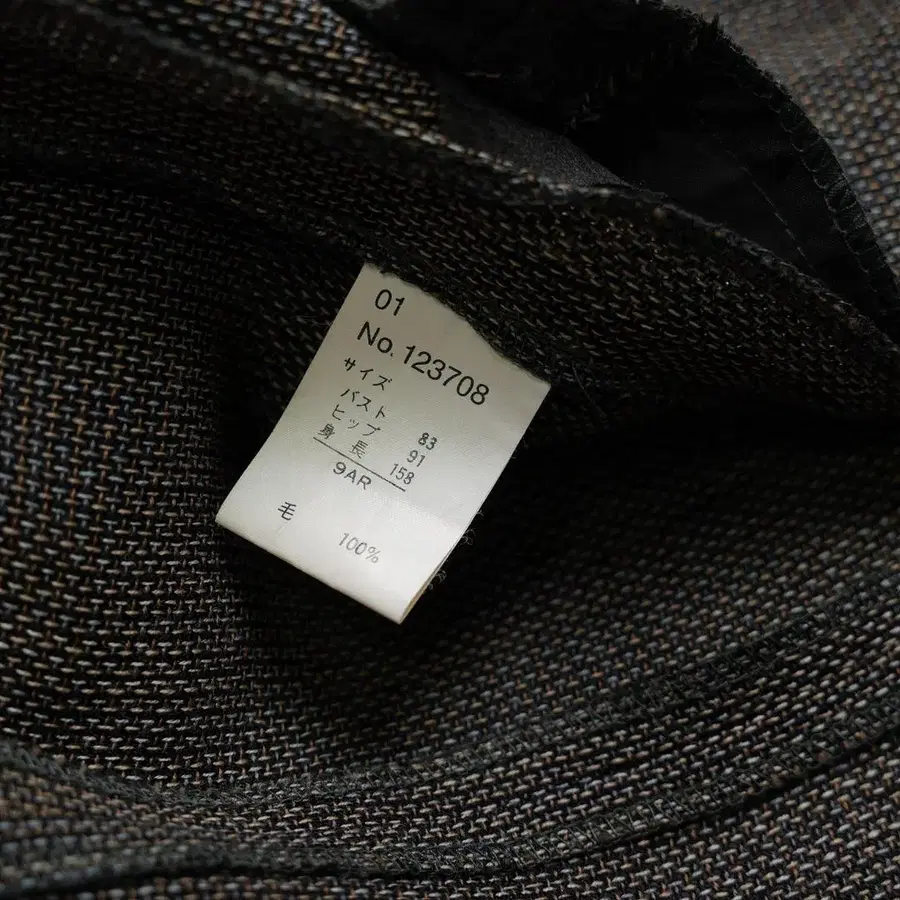 01
No. 123708
サイズ
バスト 83
ヒップ 91
身長 158
9AR
毛 100%